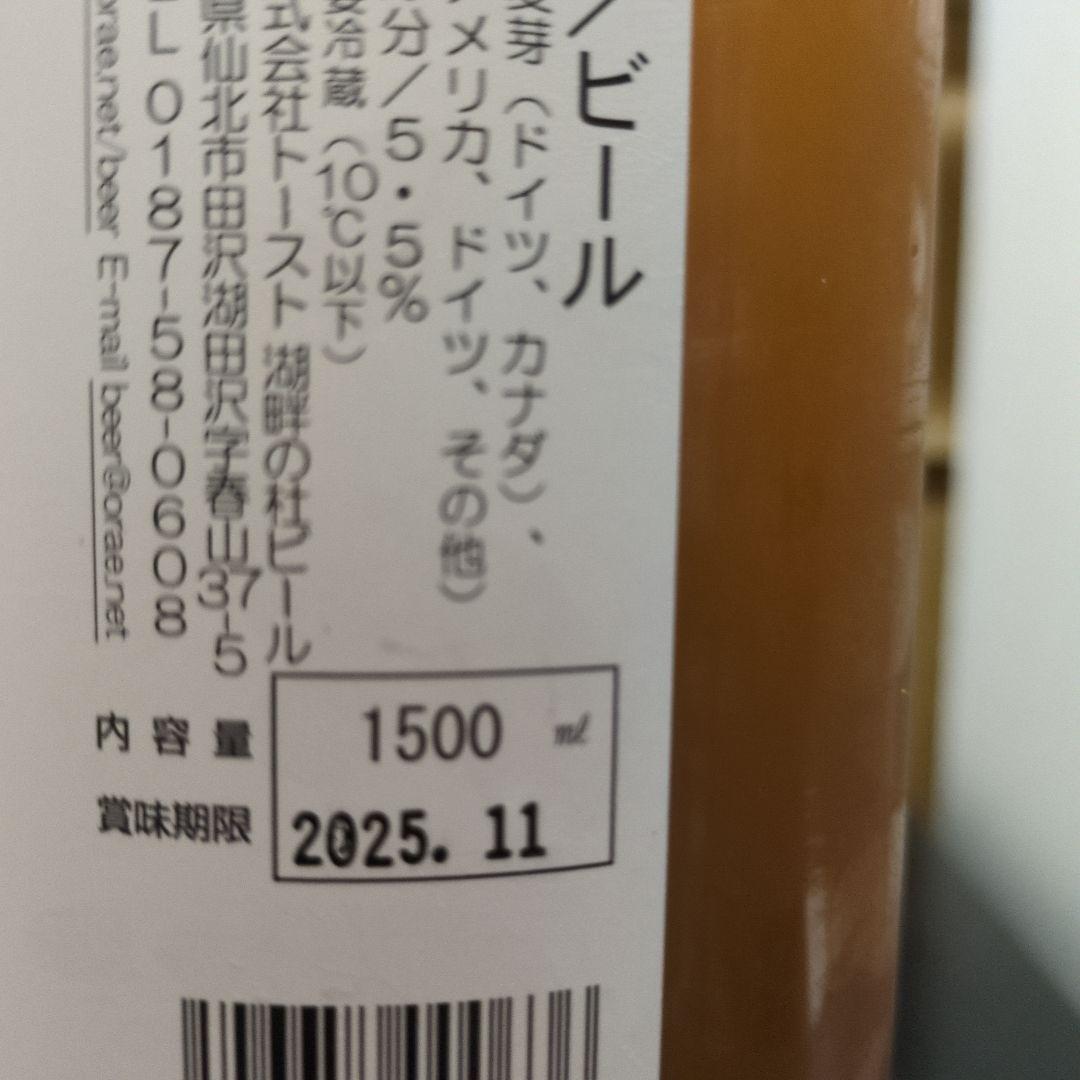 ／ビール
麦芽（ドイツ、カナダ）、
メリカ、ドイツ、その他）
分／５・５％
要冷蔵（10℃以下）
式会社トースト 湖畔の杜ビール
県仙北市田沢湖田沢字春山37-5
L 0187-58-0608
orae.net/beer E-mail beer@orae.net
内容量 1500 ㎖
賞味期限 2025. 11